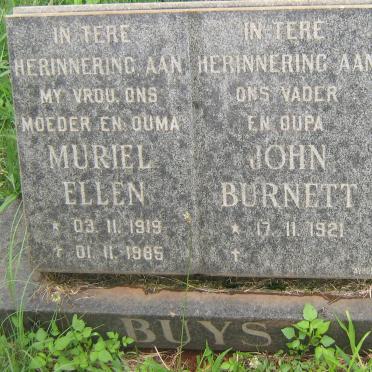 IN TERE
HERINNERING AAN
MY VROU, ONS
MOEDER EN OUMA
MURIEL
ELLEN
* 03. 11. 1919
† 01. 11. 1985
IN TERE
HERINNERING AAN
ONS VADER
EN OUPA
JOHN
BURNETT
* 17. 11. 1921
†
BUYS